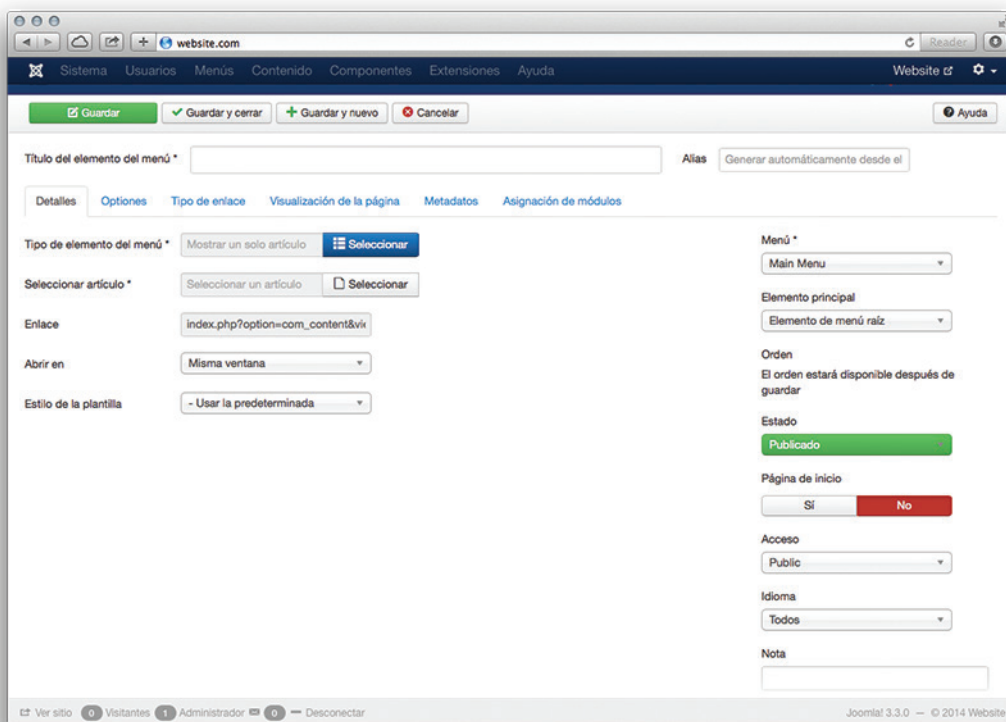 website.com
Reader
Sistema Usuarios Menús Contenido Componentes Extensiones Ayuda Website
Guardar Guardar y cerrar Guardar y nuevo Cancelar Ayuda
Título del elemento del menú * Alias Generar automáticamente desde el
Detalles Optiones Tipo de enlace Visualización de la página Metadatos Asignación de módulos
Tipo de elemento del menú * Mostrar un solo artículo Seleccionar
Seleccionar artículo * Seleccionar un artículo Seleccionar
Enlace index.php?option=com_content&vie
Abrir en Misma ventana
Estilo de la plantilla - Usar la predeterminada
Menú *
Main Menu
Elemento principal
Elemento de menú raíz
Orden
El orden estará disponible después de
guardar
Estado
Publicado
Página de inicio
Sí No
Acceso
Public
Idioma
Todos
Nota
Ver sitio 0 Visitantes 1 Administrador 0 Desconectar Joomla! 3.3.0 — © 2014 Website